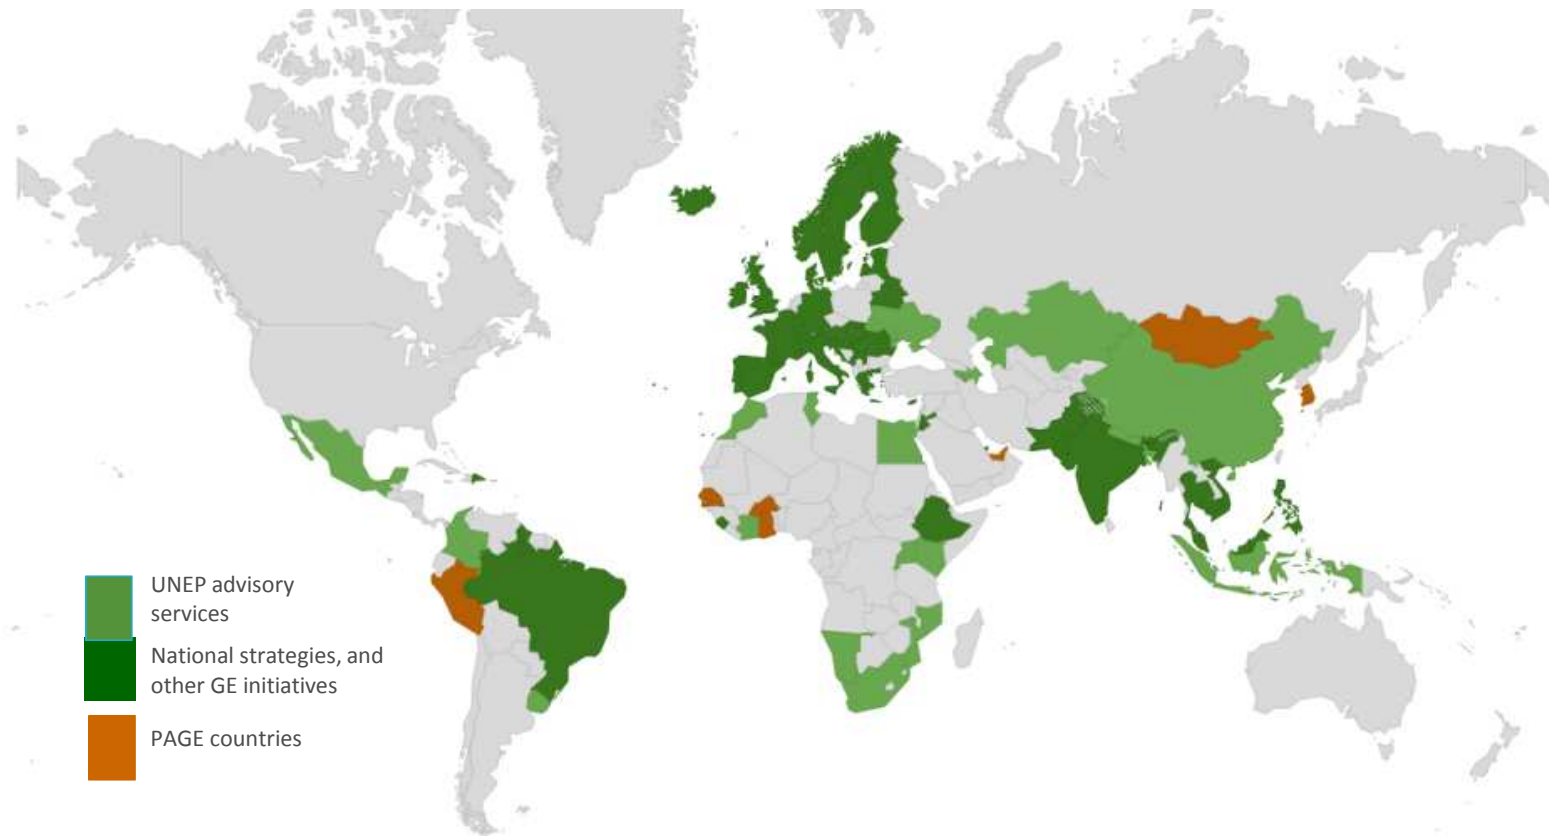 UNEP advisory
services
National strategies, and
other GE initiatives
PAGE countries